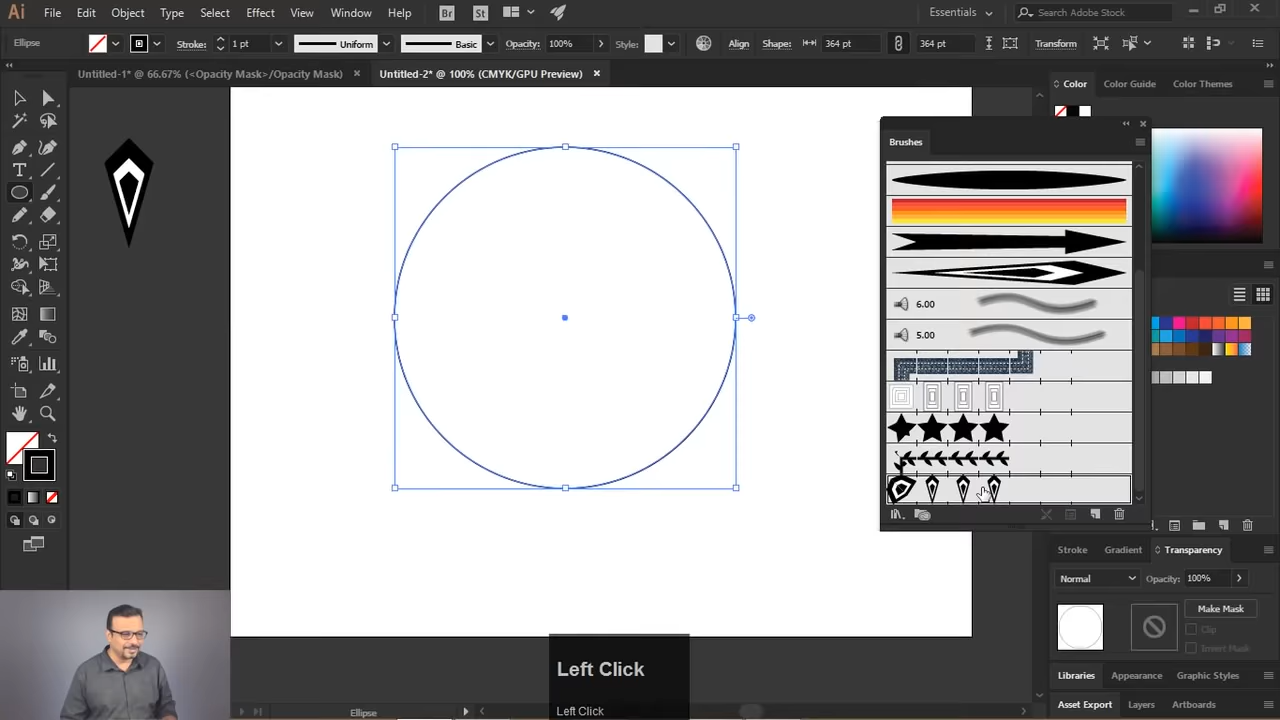 Ai File Edit Object Type Select Effect View Window Help Br St Essentials Search Adobe Stock
Ellipse Stroke: 1 pt Uniform Basic Opacity: 100% Style: Align Shape: 364 pt 364 pt Transform
Untitled-1* @ 66.67% (<Opacity Mask>/Opacity Mask) × Untitled-2* @ 100% (CMYK/GPU Preview) ×
Color Color Guide Color Themes
Brushes
6.00
5.00
Stroke Gradient Transparency
Normal Opacity: 100%
Make Mask
Clip
Invert Mask
Left Click
Left Click
Libraries Appearance Graphic Styles
Asset Export Layers Artboards
Ellipse